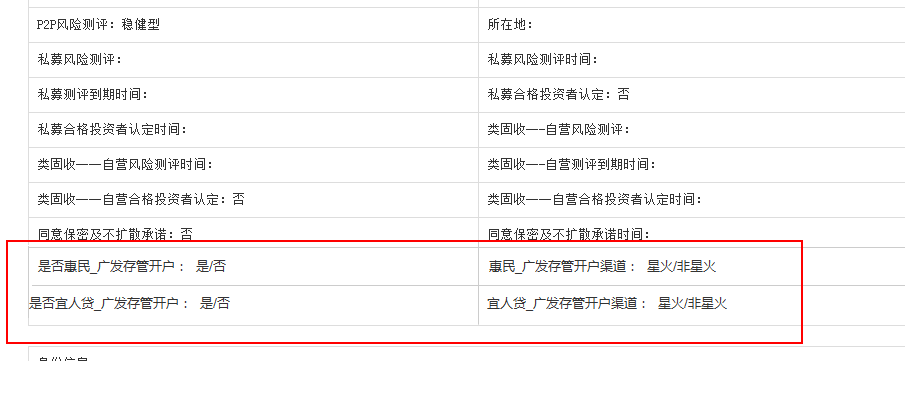 P2P风险测评：稳健型 所在地：
私募风险测评： 私募风险测评时间：
私募测评到期时间： 私募合格投资者认定：否
私募合格投资者认定时间： 类固收——自营风险测评：
类固收——自营风险测评时间： 类固收——自营测评到期时间：
类固收——自营合格投资者认定：否 类固收——自营合格投资者认定时间：
同意保密及不扩散承诺：否 同意保密及不扩散承诺时间：
是否惠民_广发存管开户： 是/否 惠民_广发存管开户渠道： 星火/非星火
是否宜人贷_广发存管开户： 是/否 宜人贷_广发存管开户渠道： 星火/非星火
身份信息